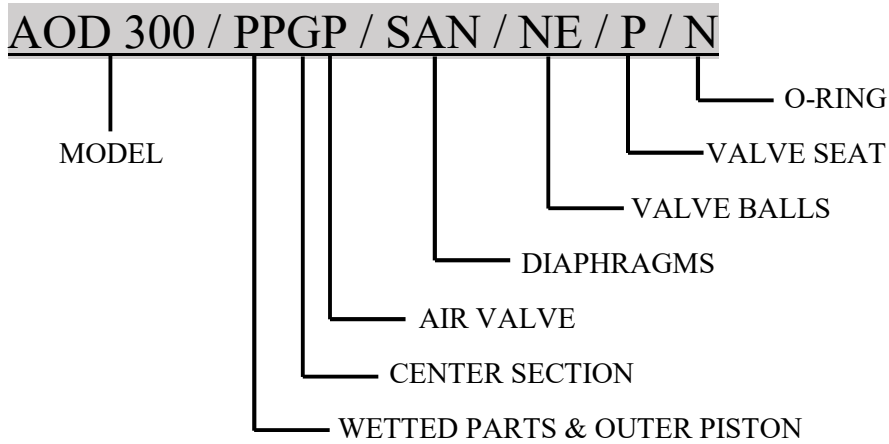 AOD 300 / PPGP / SAN / NE / P / N
O-RING
MODEL
VALVE SEAT
VALVE BALLS
DIAPHRAGMS
AIR VALVE
CENTER SECTION
WETTED PARTS & OUTER PISTON